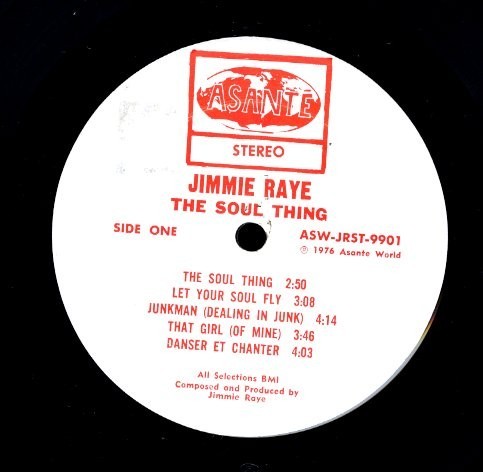 ASANTE
STEREO
JIMMIE RAYE
THE SOUL THING
SIDE ONE
ASW-JRST-9901
℗ 1976 Asante World
THE SOUL THING 2:50
LET YOUR SOUL FLY 3:08
JUNKMAN (DEALING IN JUNK) 4:14
THAT GIRL (OF MINE) 3:46
DANSER ET CHANTER 4:03
All Selections BMI
Composed and Produced by
Jimmie Raye